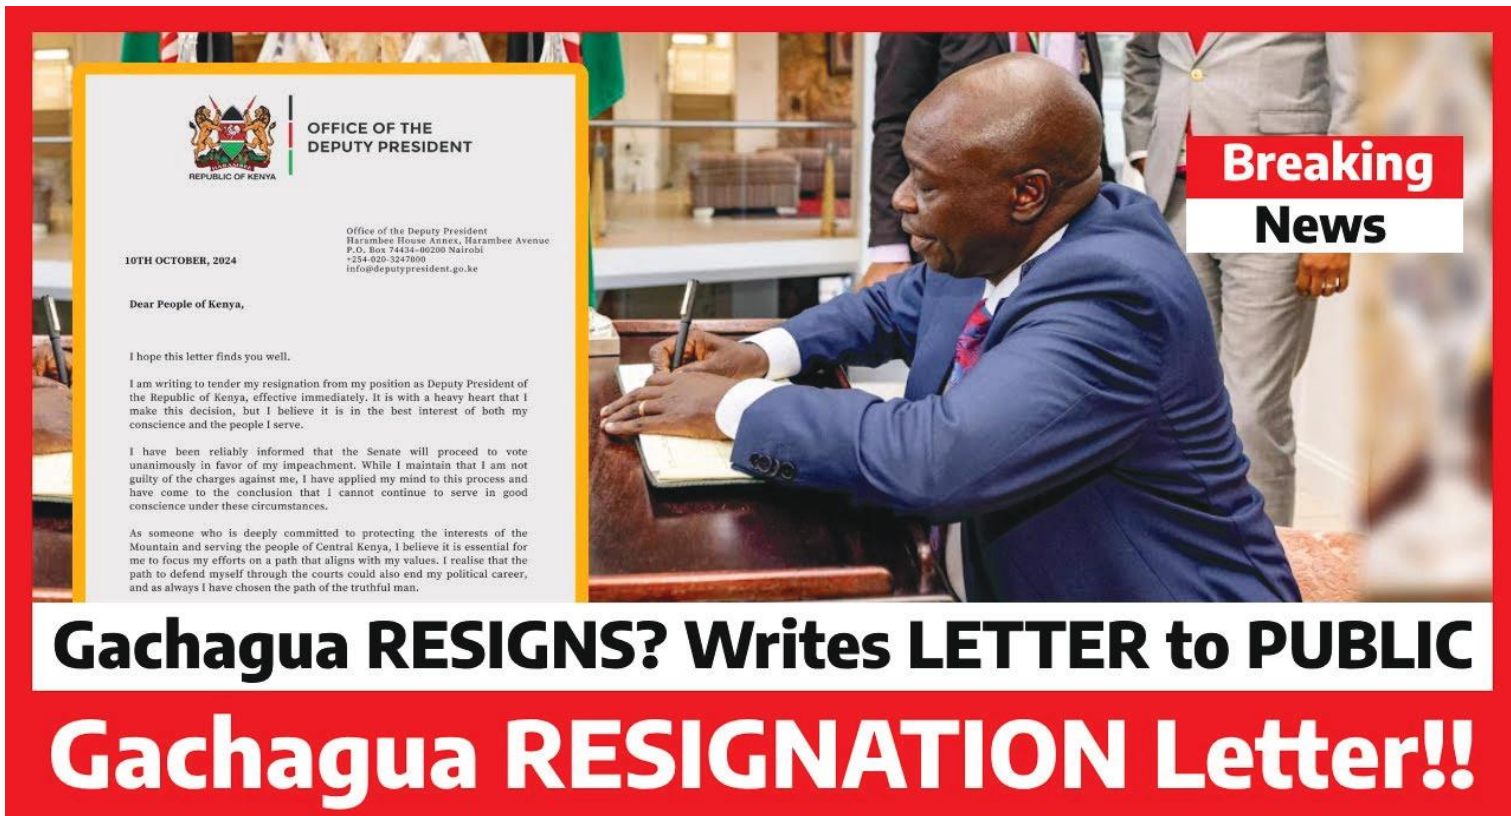 OFFICE OF THE
DEPUTY PRESIDENT
HARAMBEE
REPUBLIC OF KENYA
Office of the Deputy President
Harambee House Annex, Harambee Avenue
P.O. Box 74434-00200 Nairobi
+254-020-3247000
info@deputypresident.go.ke
10TH OCTOBER, 2024
Dear People of Kenya,
I hope this letter finds you well.
I am writing to tender my resignation from my position as Deputy President of
the Republic of Kenya, effective immediately. It is with a heavy heart that I
make this decision, but I believe it is in the best interest of both my
conscience and the people I serve.
I have been reliably informed that the Senate will proceed to vote
unanimously in favor of my impeachment. While I maintain that I am not
guilty of the charges against me, I have applied my mind to this process and
have come to the conclusion that I cannot continue to serve in good
conscience under these circumstances.
As someone who is deeply committed to protecting the interests of the
Mountain and serving the people of Central Kenya, I believe it is essential for
me to focus my efforts on a path that aligns with my values. I realise that the
path to defend myself through the courts could also end my political career,
and as always I have chosen the path of the truthful man.
Breaking
News
Gachagua RESIGNS? Writes LETTER to PUBLIC
Gachagua RESIGNATION Letter!!